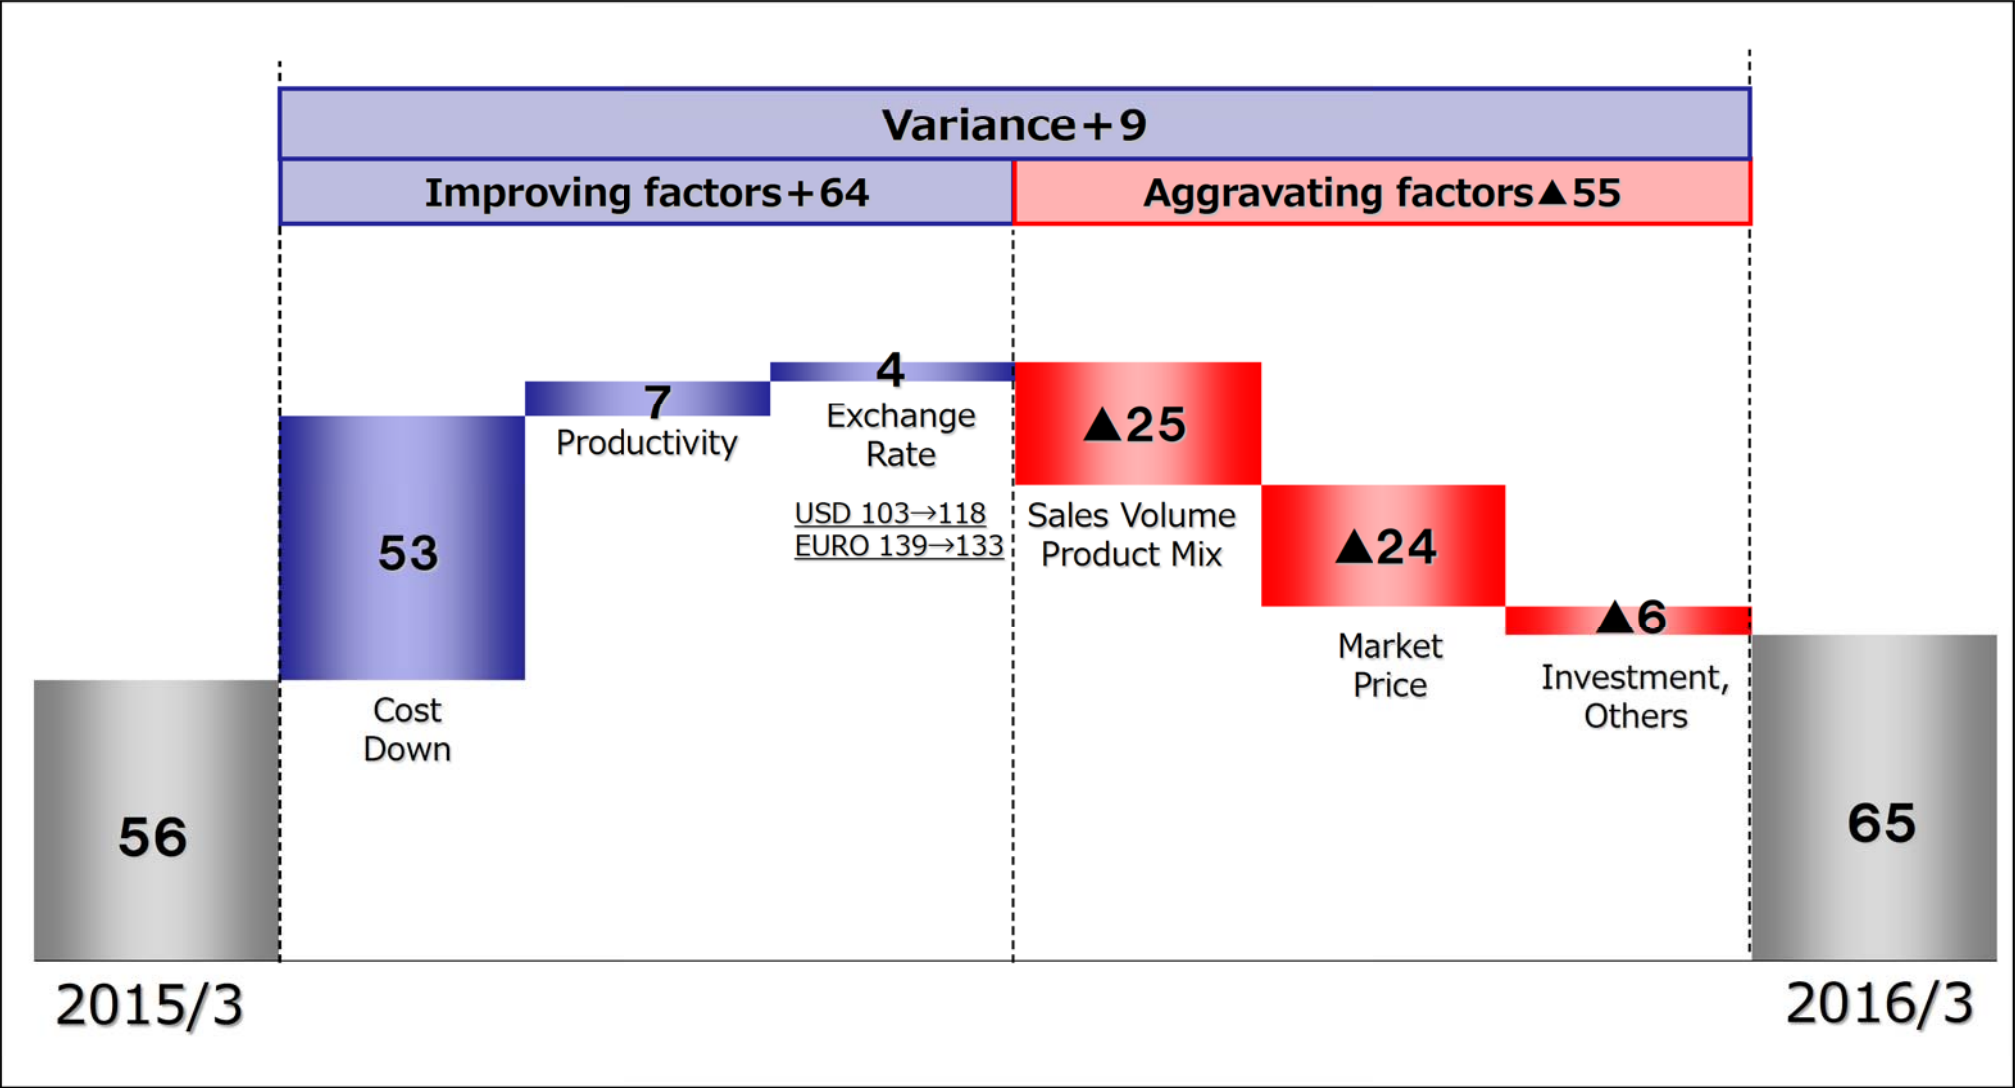 Variance+9
Improving factors+64
Aggravating factors▲55
4
7
Exchange
Rate
Productivity
▲25
USD 103→118
EURO 139→133
Sales Volume
Product Mix
53
▲24
▲6
Market
Price
Investment,
Others
Cost
Down
56
65
2015/3
2016/3